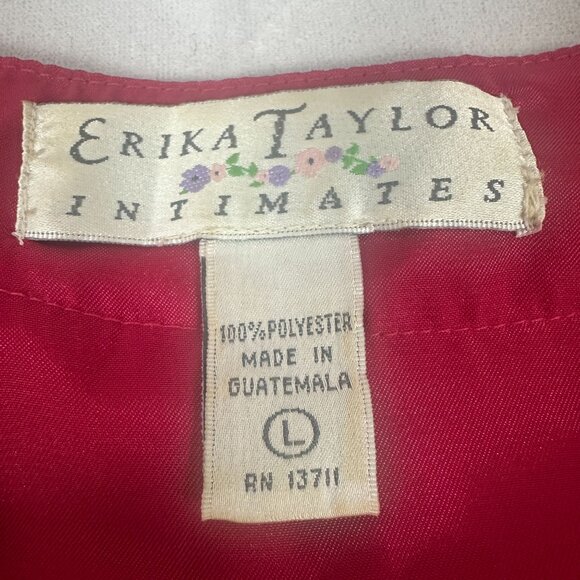 ERIKA TAYLOR
INTIMATES
100% POLYESTER
MADE IN
GUATEMALA
L
RN 13711